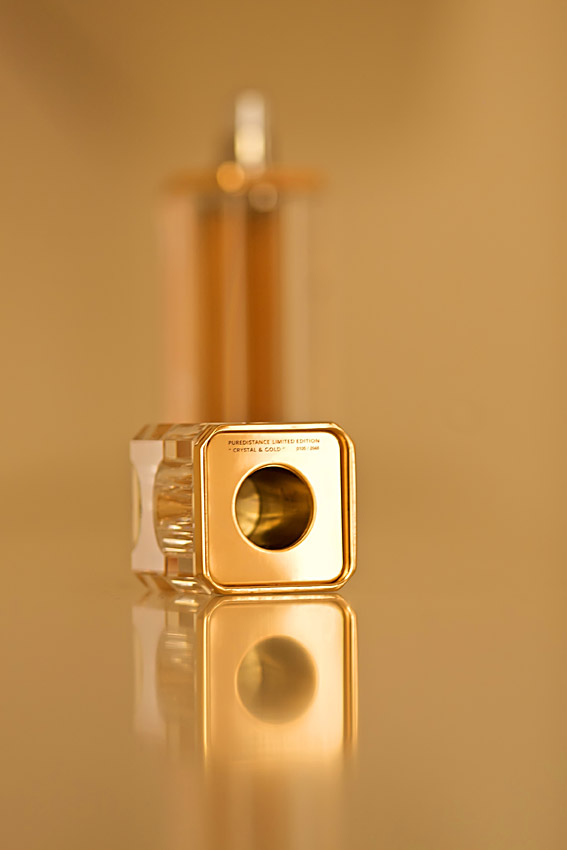 PUREDISTANCE LIMITED EDITION
" CRYSTAL & GOLD "